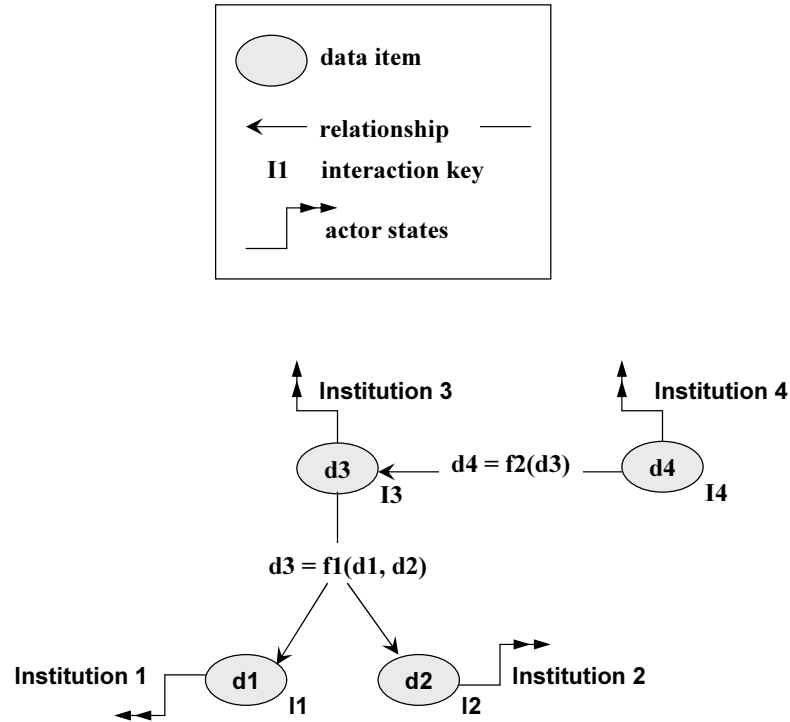 data item
relationship
I1 interaction key
actor states
Institution 3
Institution 4
d3
d4 = f2(d3)
d4
I3
I4
d3 = f1(d1, d2)
Institution 1
d1
d2
Institution 2
I1
I2